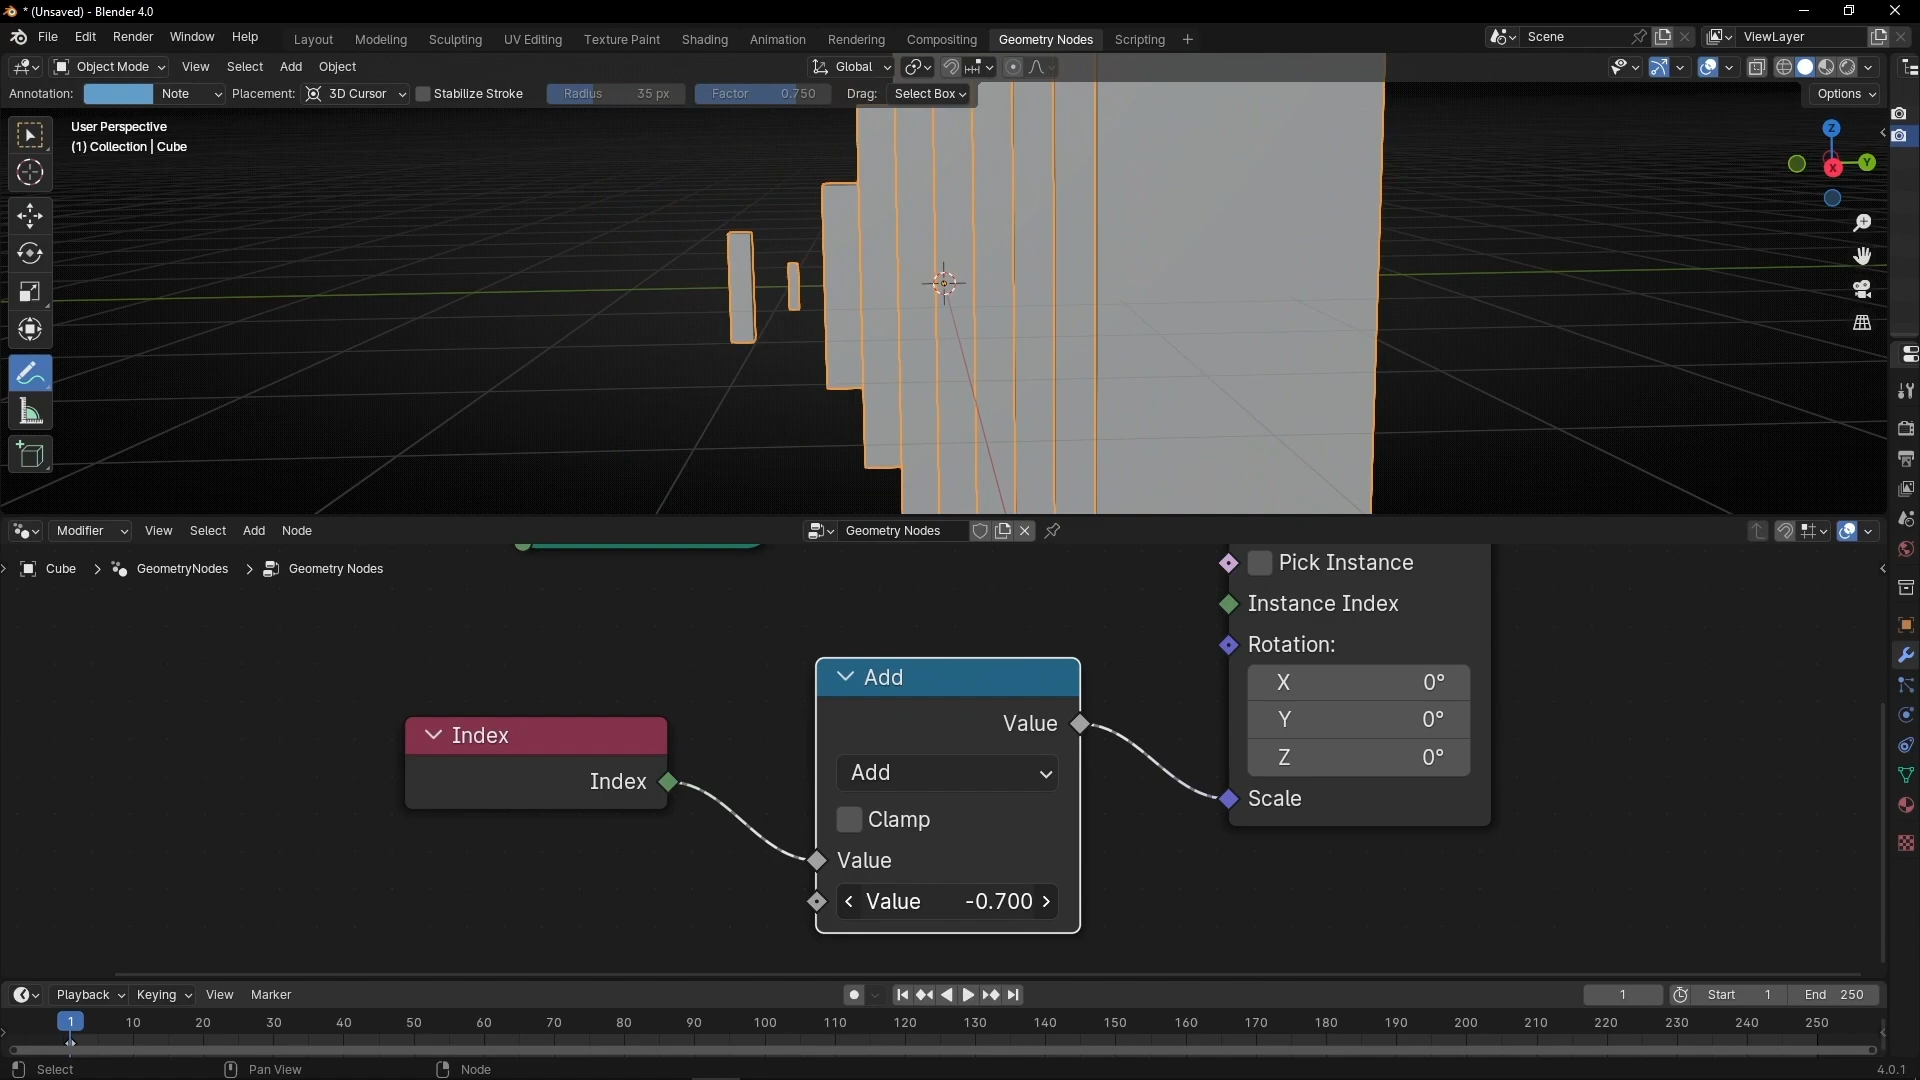 * (Unsaved) - Blender 4.0
File Edit Render Window Help
Layout Modeling Sculpting UV Editing Texture Paint Shading Animation Rendering Compositing Geometry Nodes Scripting +
Scene
ViewLayer
Object Mode View Select Add Object
Global
Annotation: Note Placement: 3D Cursor Stabilize Stroke Radius 35 px Factor 0.750 Drag: Select Box
Options
User Perspective
(1) Collection | Cube
Z
Y
X
Modifier View Select Add Node
Geometry Nodes
Cube > GeometryNodes > Geometry Nodes
Pick Instance
Instance Index
Rotation:
X 0°
Y 0°
Z 0°
Scale
Add
Value
Add
Clamp
Value
Value -0.700
Index
Index
Playback Keying View Marker
1 Start 1 End 250
1 10 20 30 40 50 60 70 80 90 100 110 120 130 140 150 160 170 180 190 200 210 220 230 240 250
Select Pan View Node
4.0.1